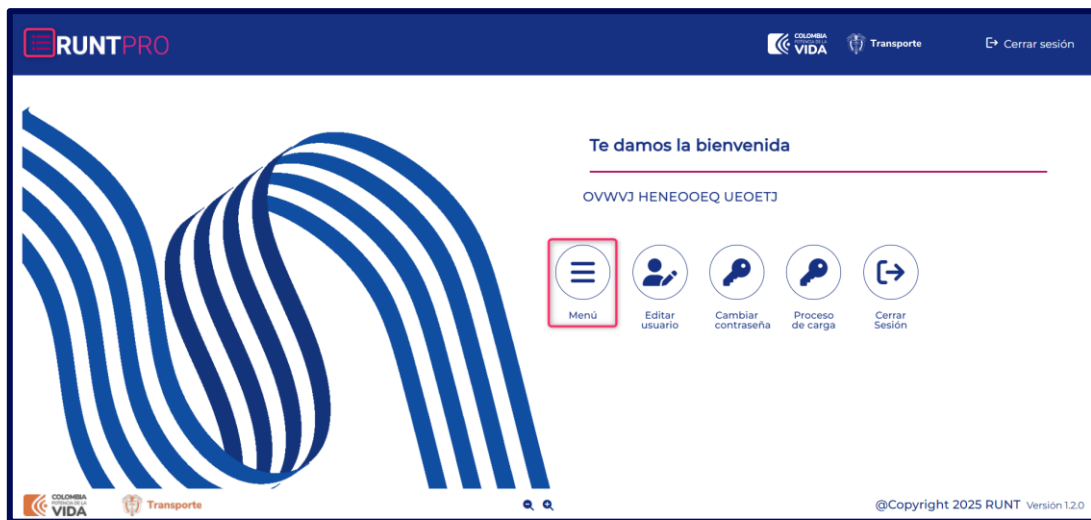 RUNTPRO
COLOMBIA
POTENCIA DE LA
VIDA
Transporte
Cerrar sesión
Te damos la bienvenida
OVWVJ HENEOOEQ UEOETJ
Menú
Editar
usuario
Cambiar
contraseña
Proceso
de carga
Cerrar
Sesión
COLOMBIA
POTENCIA DE LA
VIDA
Transporte
@Copyright 2025 RUNT Versión 1.2.0